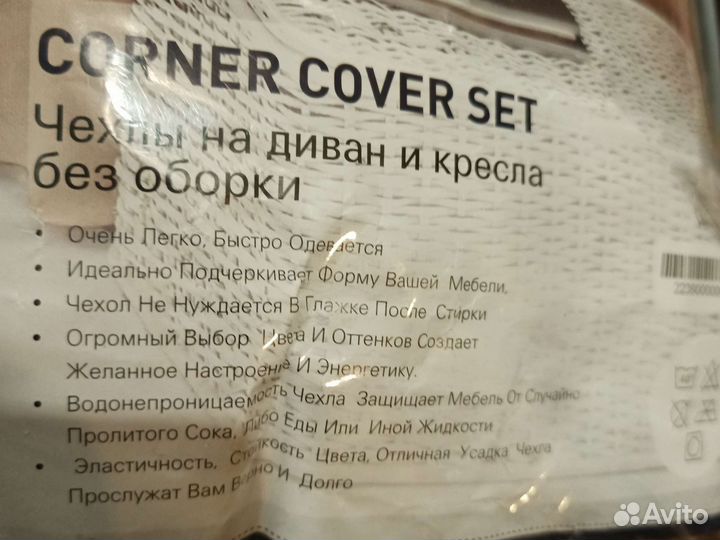 CORNER COVER SET
Чехлы на диван и кресла
без оборки
• Очень Легко, Быстро Одевается
• Идеально Подчеркивает Форму Вашей Мебели.
• Чехол Не Нуждается В Глажке После Стирки
• Огромный Выбор Цвета И Оттенков Создает
Желанное Настроение И Энергетику.
• Водонепроницаемость Чехла Защищает Мебель От Случайно
Пролитого Сока, Либо Еды Или Иной Жидкости
• Эластичность, Стойкость Цвета, Отличная Усадка Чехла
Прослужат Вам Верно И Долго
Avito